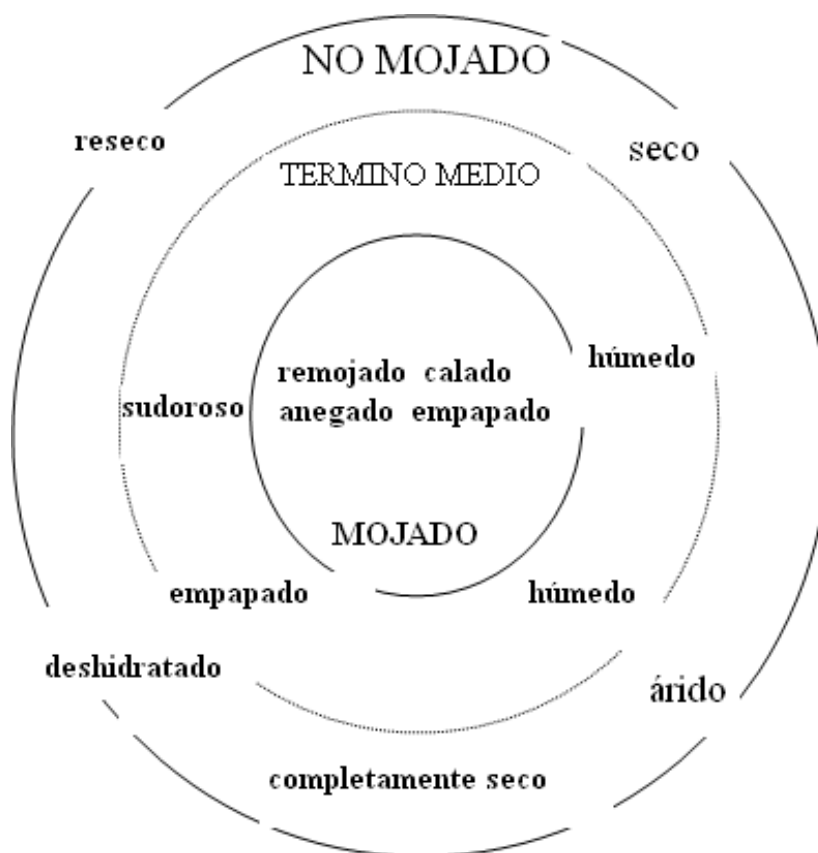 NO MOJADO
reseco
seco
TERMINO MEDIO
húmedo
remojado calado
sudoroso
anegado empapado
MOJADO
empapado
húmedo
deshidratado
árido
completamente seco